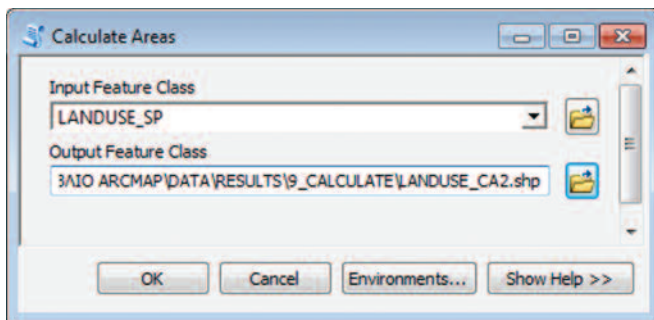 Calculate Areas
Input Feature Class
LANDUSE_SP
Output Feature Class
ΒΛΙΟ ARCMAP\DATA\RESULTS\9_CALCULATE\LANDUSE_CA2.shp
OK Cancel Environments... Show Help >>